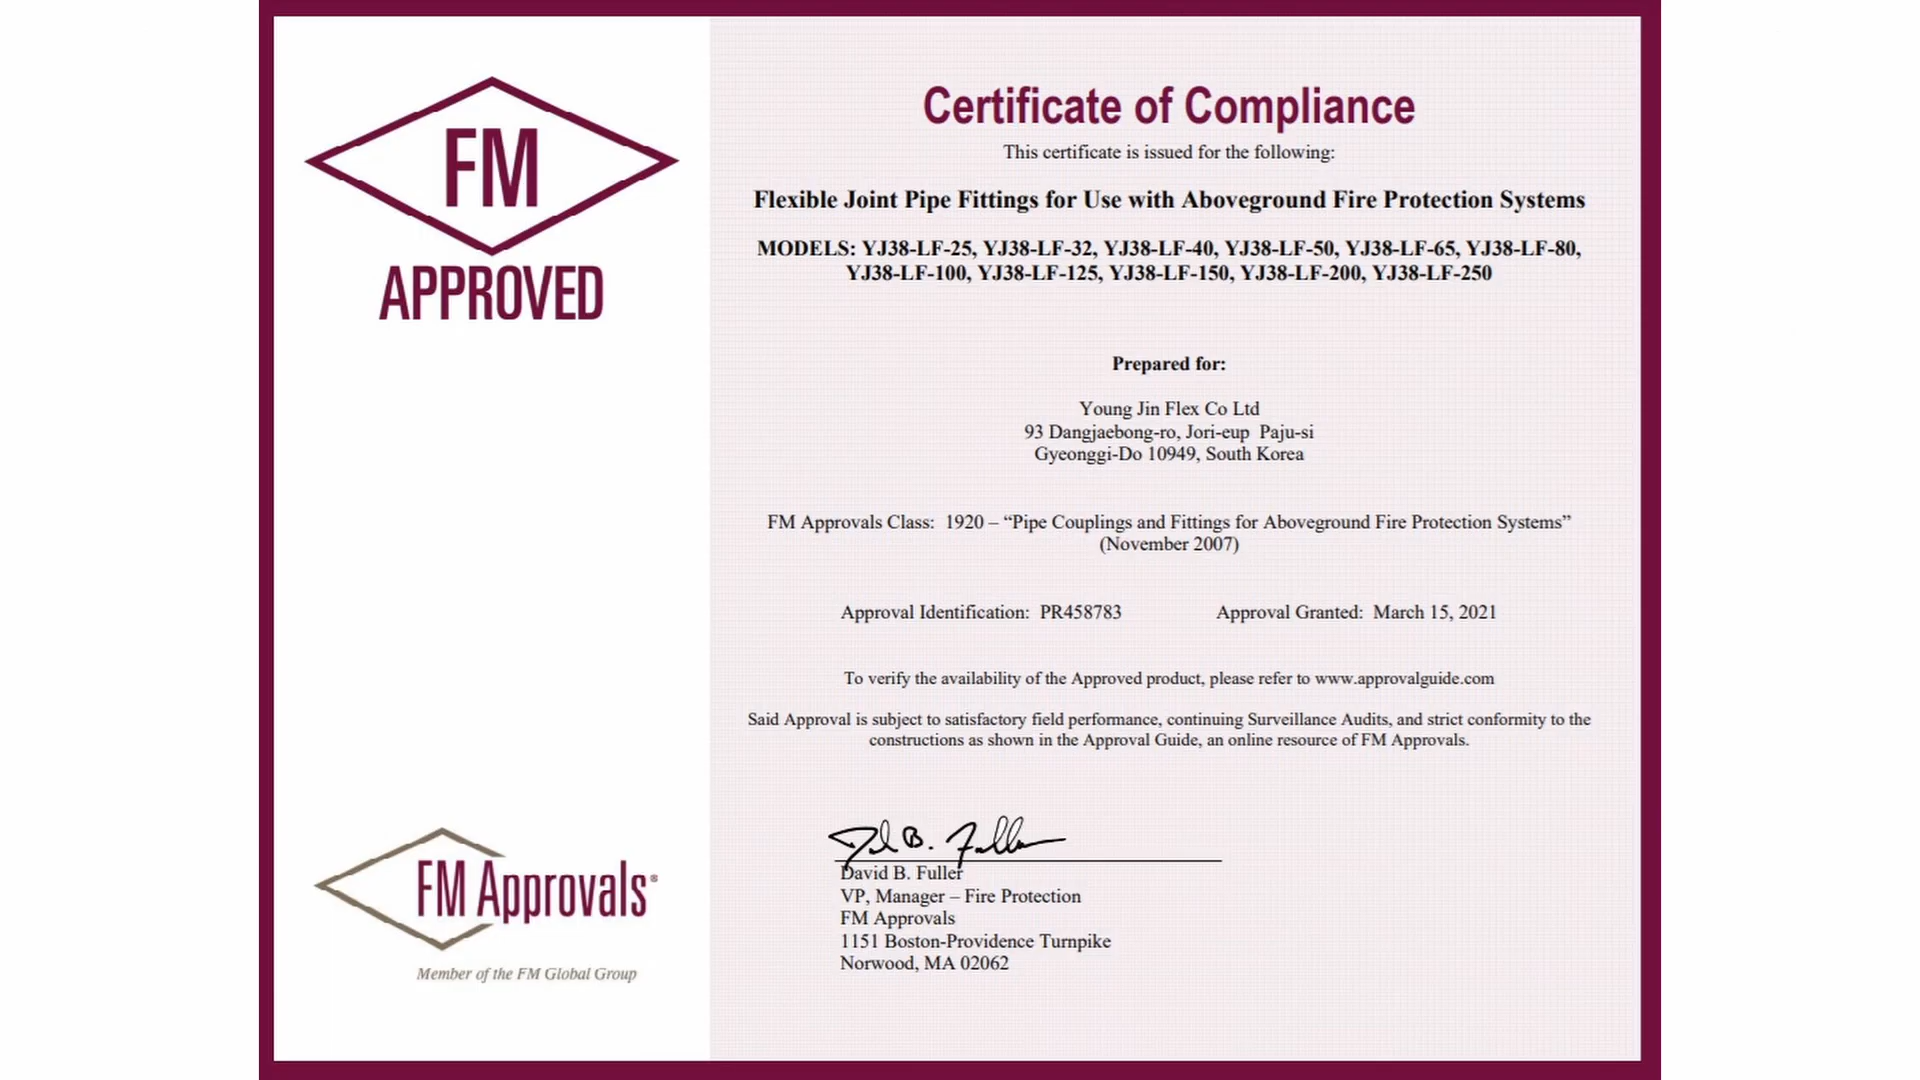 FM
APPROVED
Certificate of Compliance
This certificate is issued for the following:
Flexible Joint Pipe Fittings for Use with Aboveground Fire Protection Systems
MODELS: YJ38-LF-25, YJ38-LF-32, YJ38-LF-40, YJ38-LF-50, YJ38-LF-65, YJ38-LF-80,
YJ38-LF-100, YJ38-LF-125, YJ38-LF-150, YJ38-LF-200, YJ38-LF-250
Prepared for:
Young Jin Flex Co Ltd
93 Dangjaebong-ro, Jori-eup Paju-si
Gyeonggi-Do 10949, South Korea
FM Approvals Class: 1920 – “Pipe Couplings and Fittings for Aboveground Fire Protection Systems”
(November 2007)
Approval Identification: PR458783 Approval Granted: March 15, 2021
To verify the availability of the Approved product, please refer to www.approvalguide.com
Said Approval is subject to satisfactory field performance, continuing Surveillance Audits, and strict conformity to the
constructions as shown in the Approval Guide, an online resource of FM Approvals.
David B. Fuller
VP, Manager – Fire Protection
FM Approvals
1151 Boston-Providence Turnpike
Norwood, MA 02062
FM Approvals®
Member of the FM Global Group